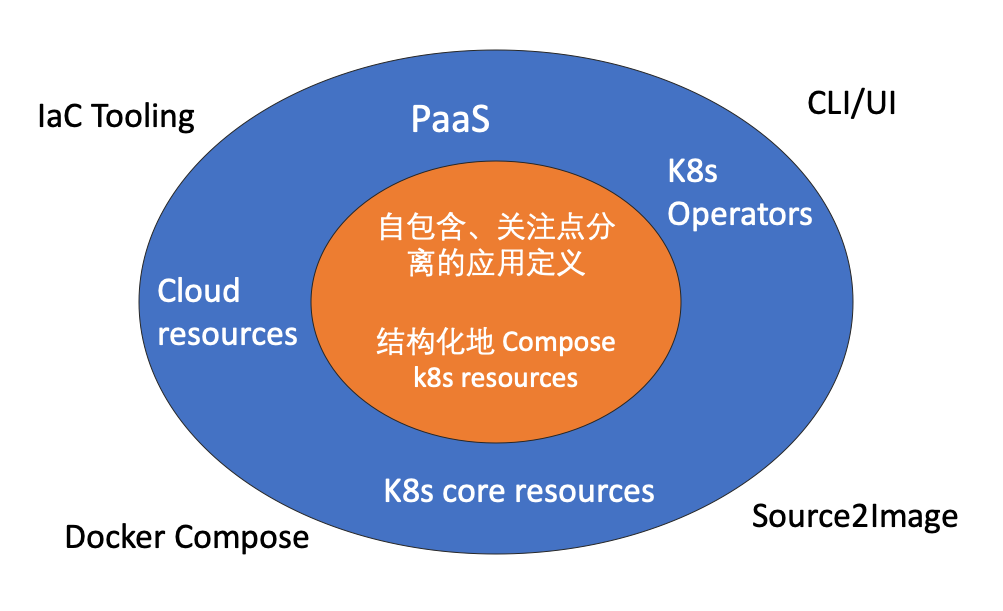 IaC Tooling
CLI/UI
PaaS
K8s
Operators
自包含、关注点分
离的应用定义
Cloud
resources
结构化地 Compose
k8s resources
K8s core resources
Docker Compose
Source2Image